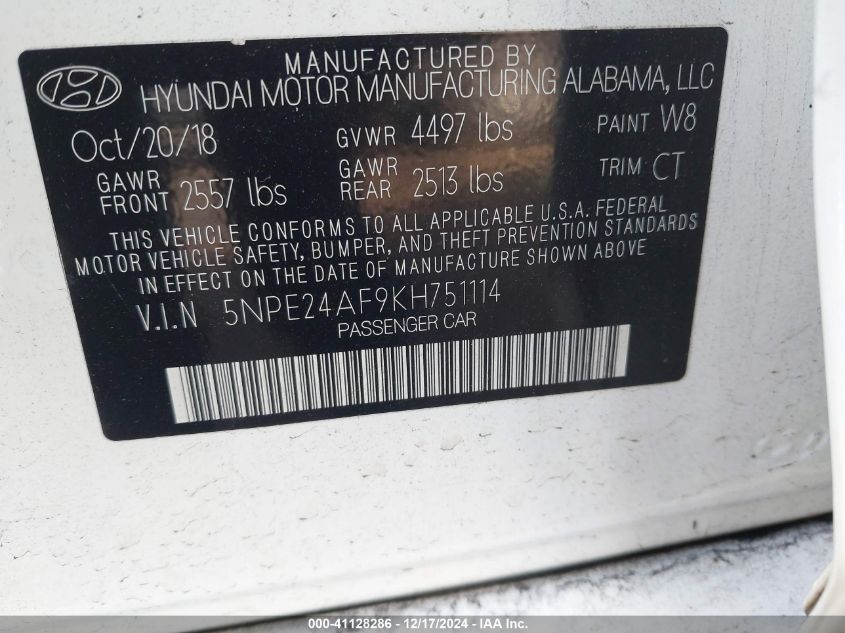 MANUFACTURED BY
HYUNDAI MOTOR MANUFACTURING ALABAMA, LLC
Oct/20/18 GVWR 4497 lbs PAINT W8
GAWR FRONT 2557 lbs GAWR REAR 2513 lbs TRIM CT
THIS VEHICLE CONFORMS TO ALL APPLICABLE U.S.A. FEDERAL
MOTOR VEHICLE SAFETY, BUMPER, AND THEFT PREVENTION STANDARDS
IN EFFECT ON THE DATE OF MANUFACTURE SHOWN ABOVE
V.I.N 5NPE24AF9KH751114
PASSENGER CAR
000-41128286 - 12/17/2024 - IAA Inc.